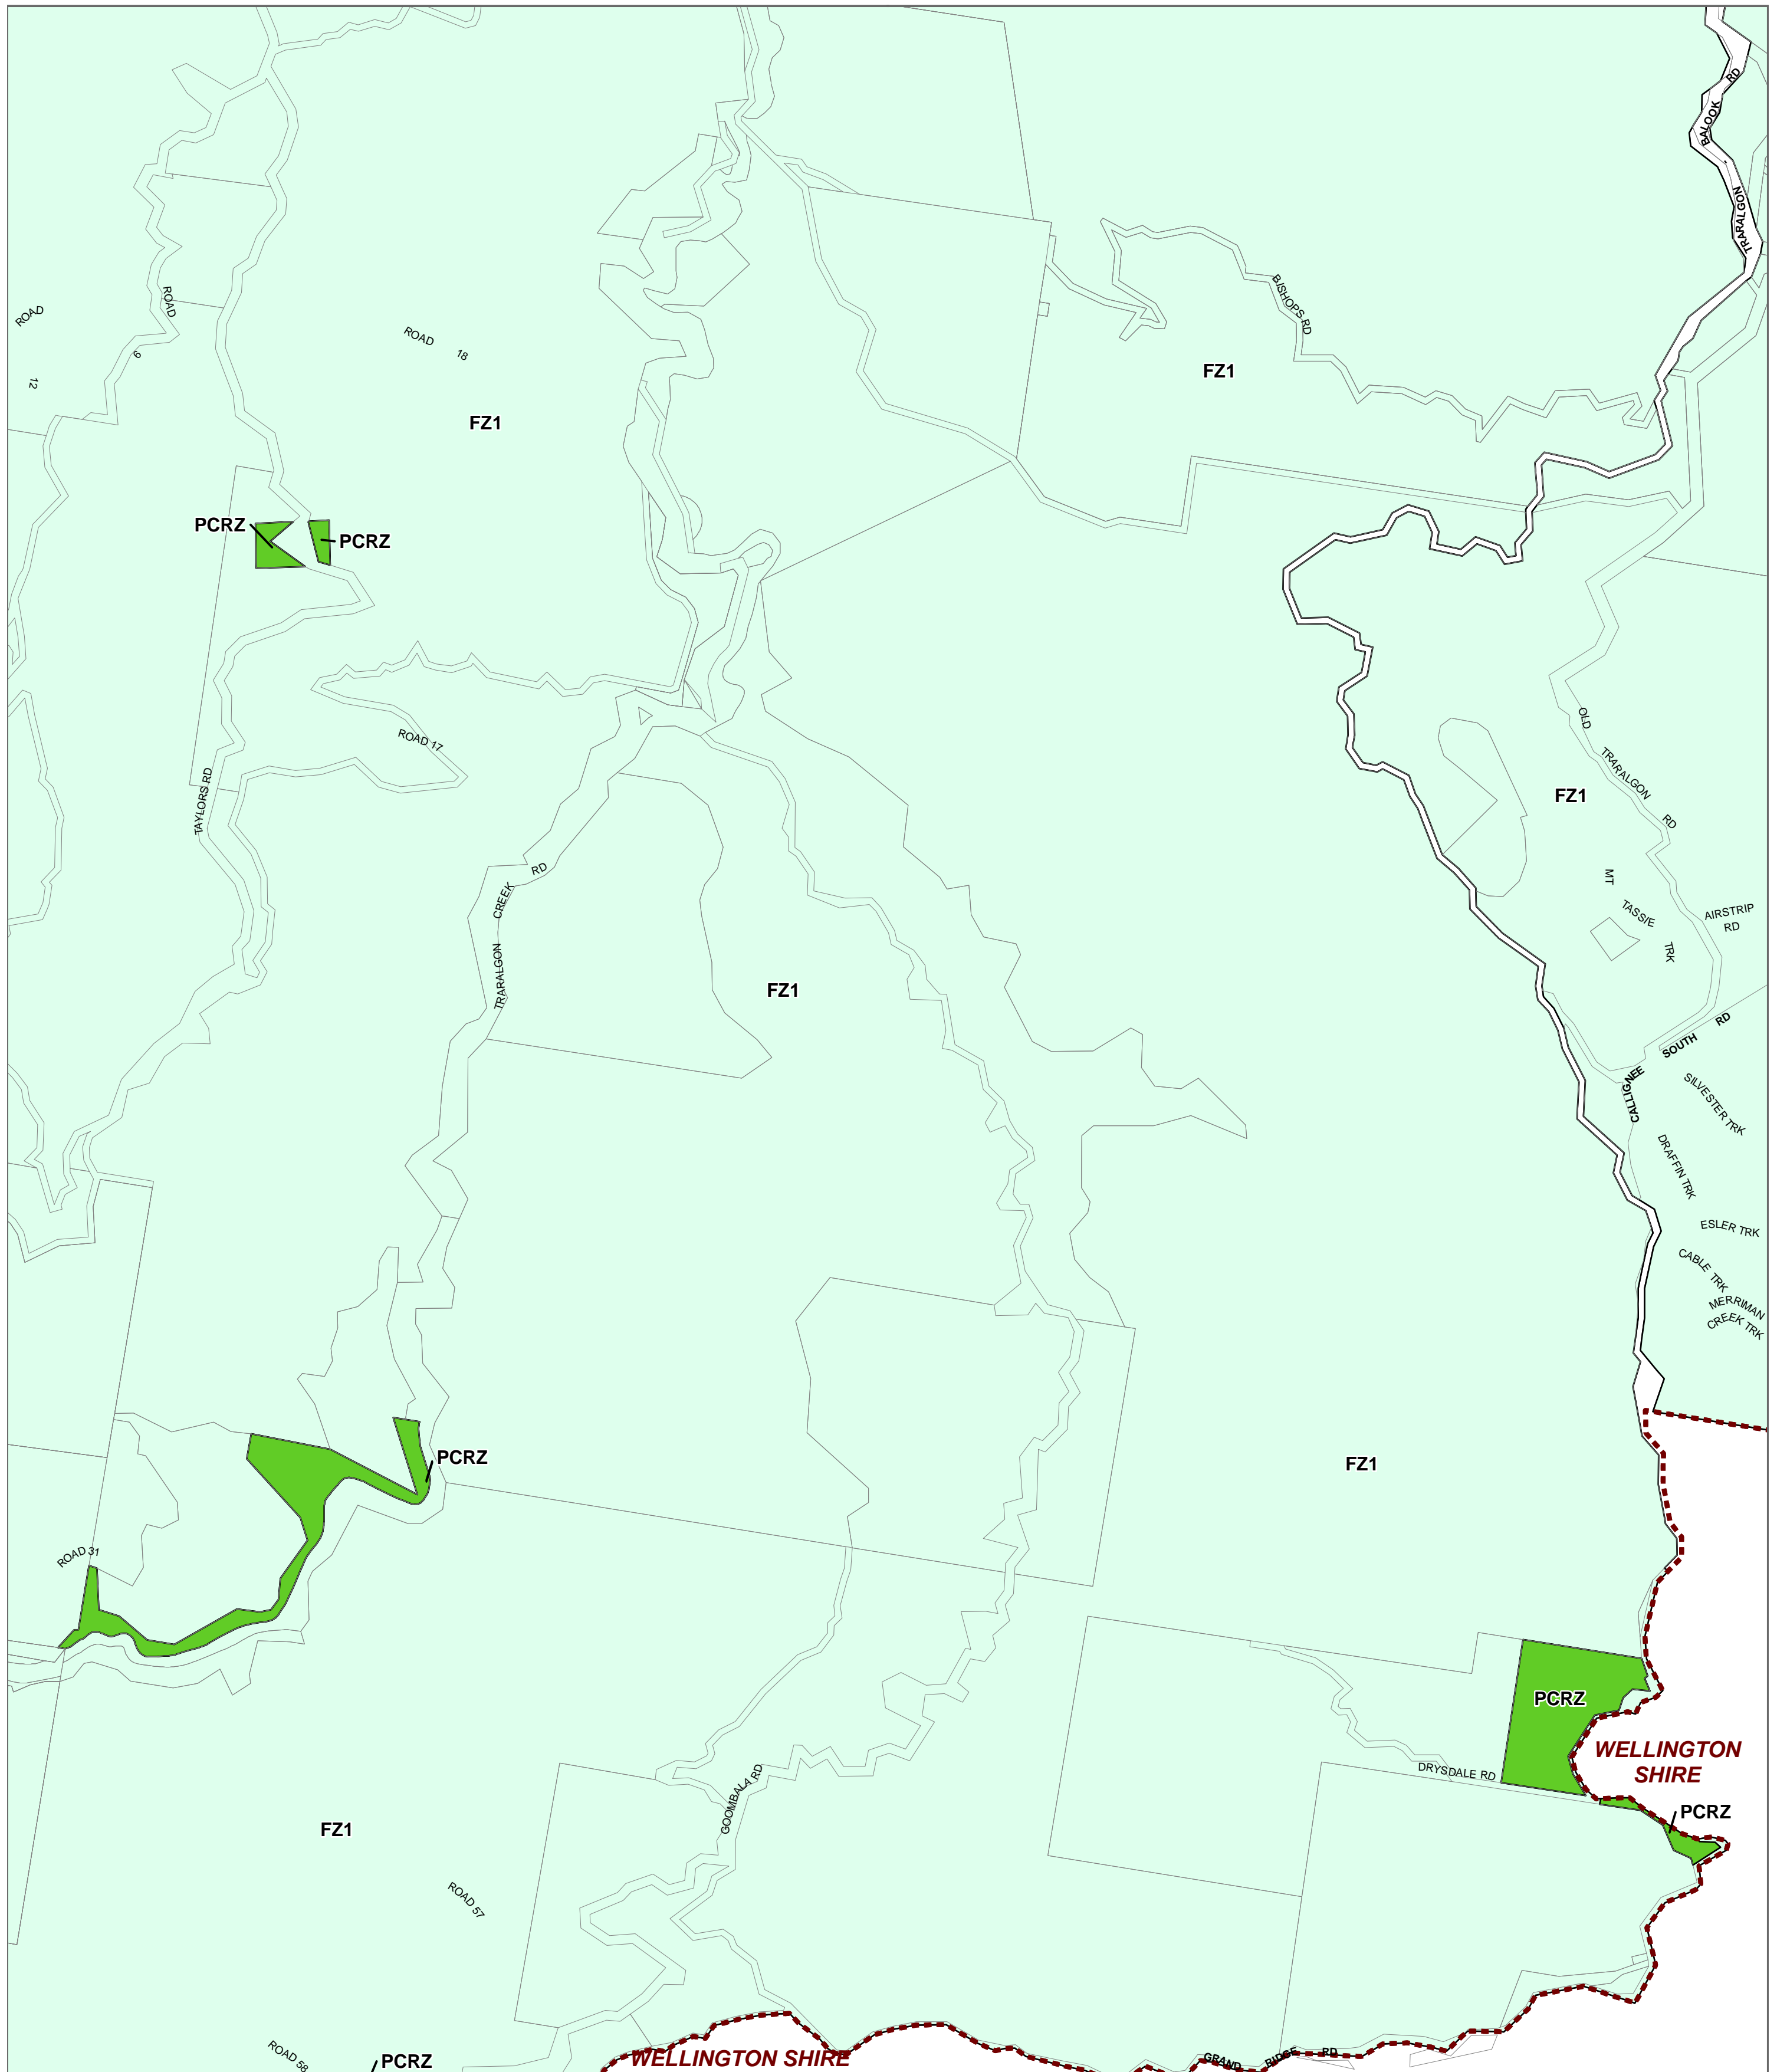 BALOOK RD
TRARALGON
BISHOPS RD
ROAD
ROAD
ROAD 18
6
12
FZ1
FZ1
PCRZ
PCRZ
OLD TRARALGON RD
ROAD 17
TAYLORS RD
FZ1
TRARALGON CREEK RD
MT TASSIE TRK
AIRSTRIP
RD
FZ1
CALLIGNEE SOUTH RD
SILVESTER TRK
DRAFFIN TRK
ESLER TRK
CABLE TRK
MERRIMAN
CREEK TRK
PCRZ
FZ1
ROAD 31
PCRZ
WELLINGTON
SHIRE
DRYSDALE RD
PCRZ
GOOMBALA RD
FZ1
ROAD 57
ROAD 58
PCRZ
WELLINGTON SHIRE
GRAND RIDGE RD